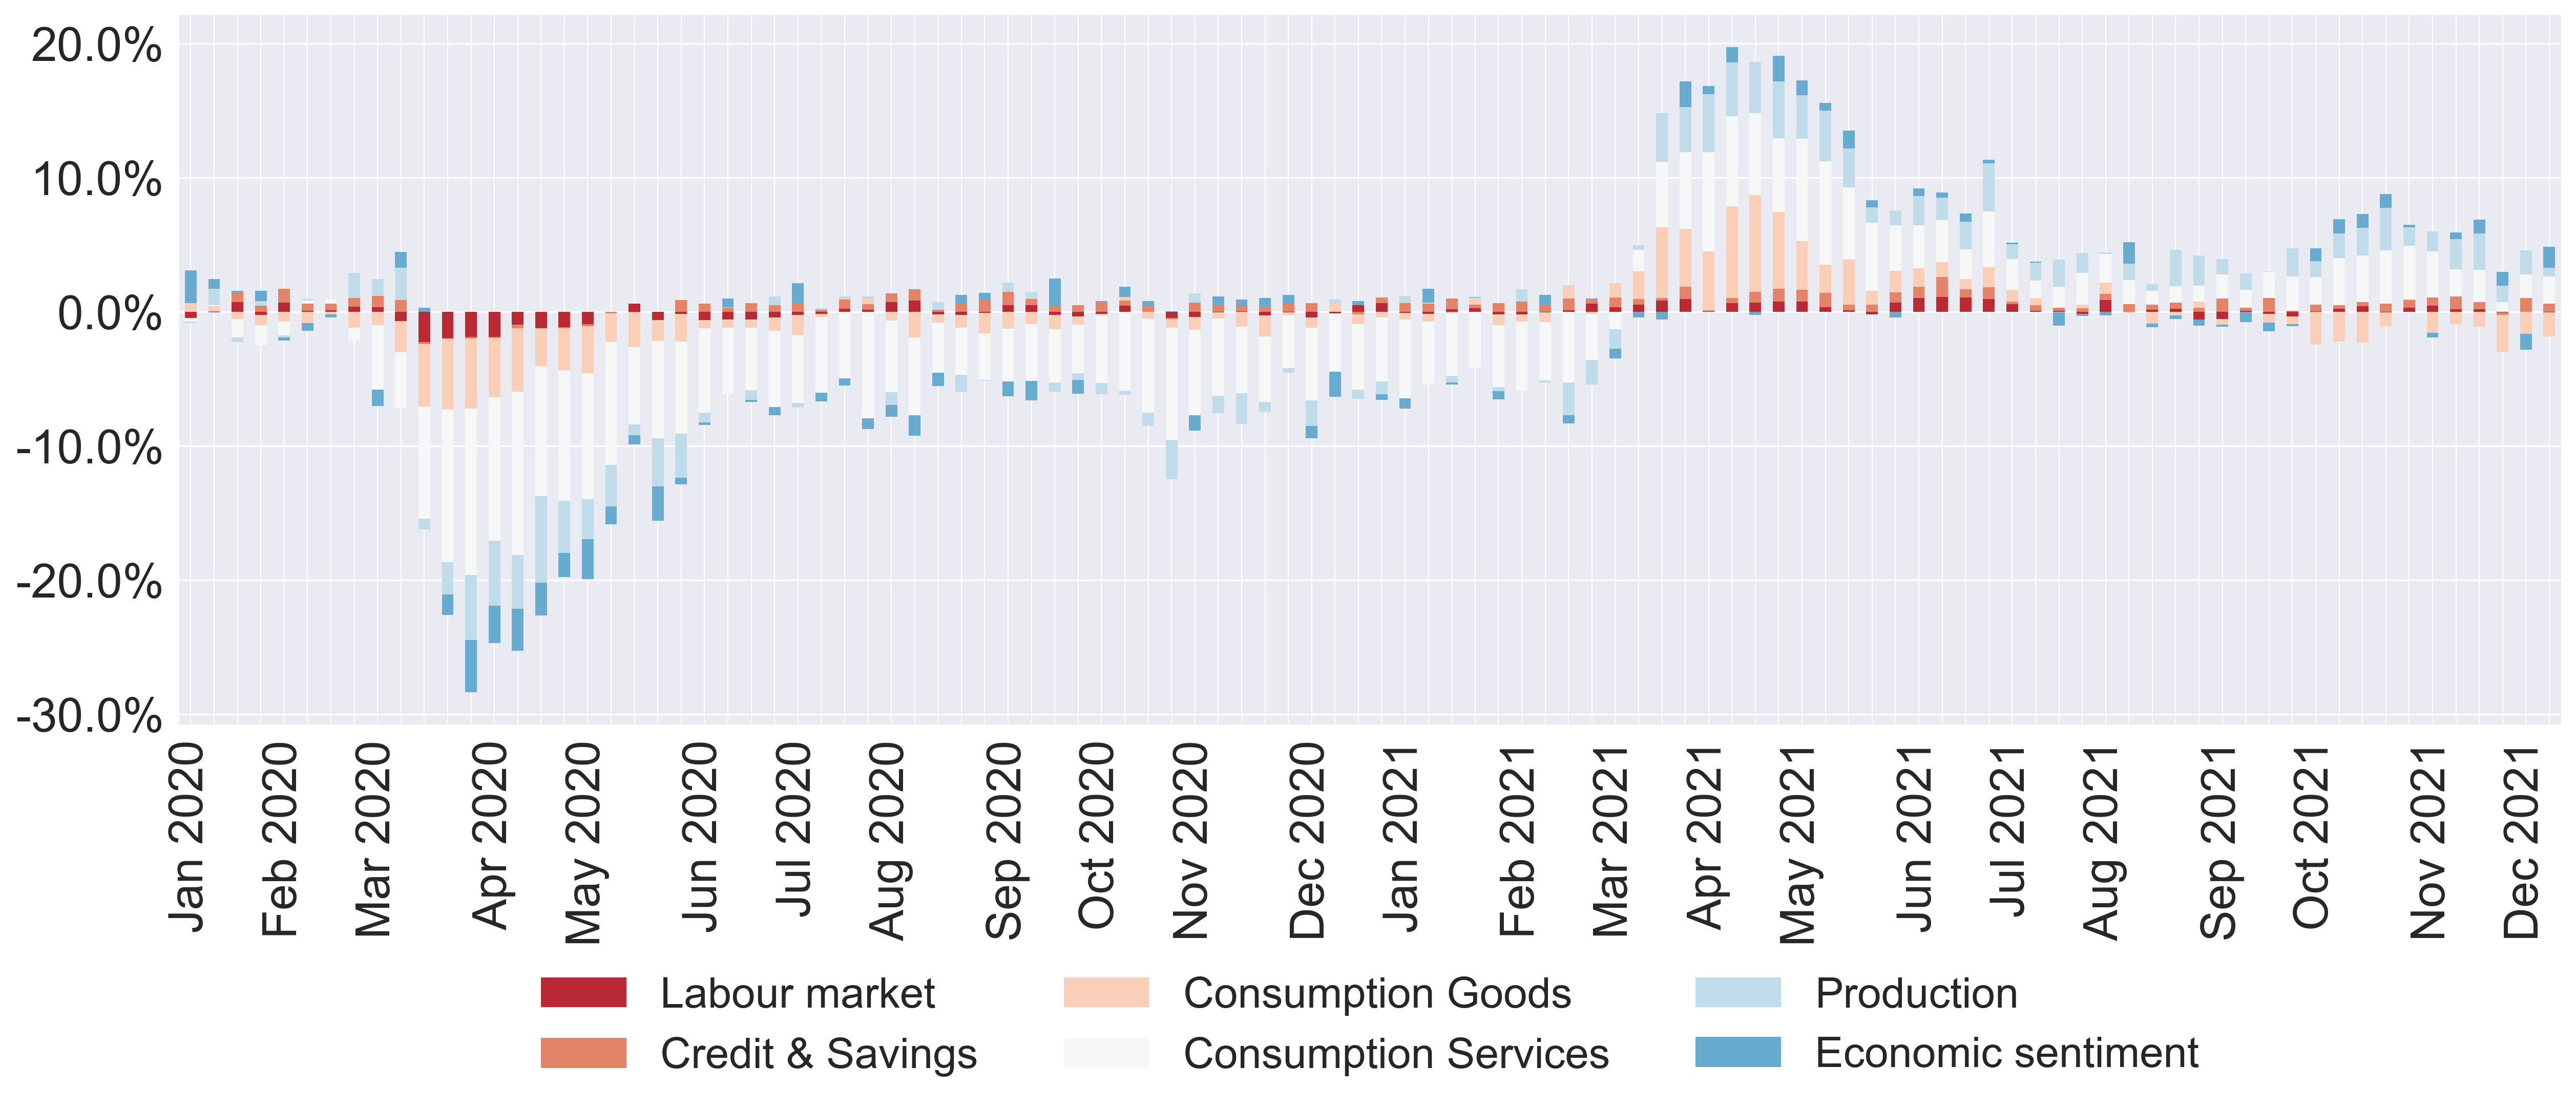 20.0%
10.0%
0.0%
-10.0%
-20.0%
-30.0%
Jan 2020
Feb 2020
Mar 2020
Apr 2020
May 2020
Jun 2020
Jul 2020
Aug 2020
Sep 2020
Oct 2020
Nov 2020
Dec 2020
Jan 2021
Feb 2021
Mar 2021
Apr 2021
May 2021
Jun 2021
Jul 2021
Aug 2021
Sep 2021
Oct 2021
Nov 2021
Dec 2021
Labour market
Consumption Goods
Production
Credit & Savings
Consumption Services
Economic sentiment